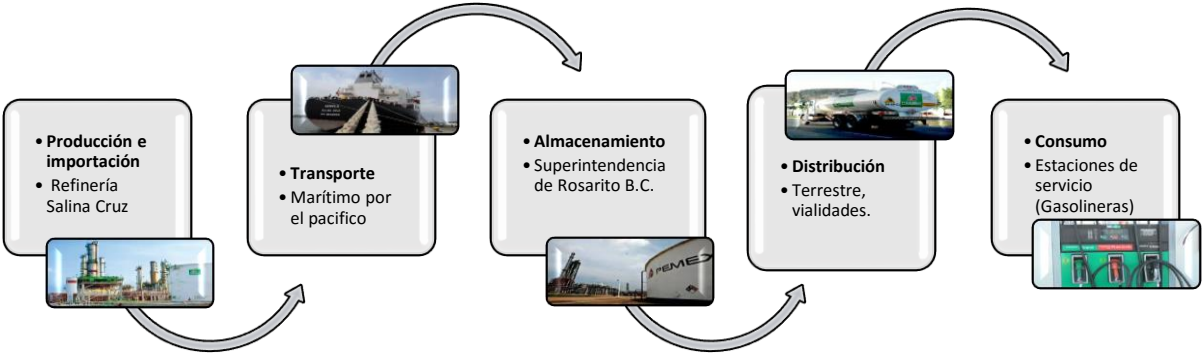 • Producción e
importación
• Refinería
Salina Cruz
• Transporte
• Marítimo por
el pacifico
• Almacenamiento
• Superintendencia
de Rosarito B.C.
PEMEX
• Distribución
• Terrestre,
vialidades.
• Consumo
• Estaciones de
servicio
(Gasolineras)